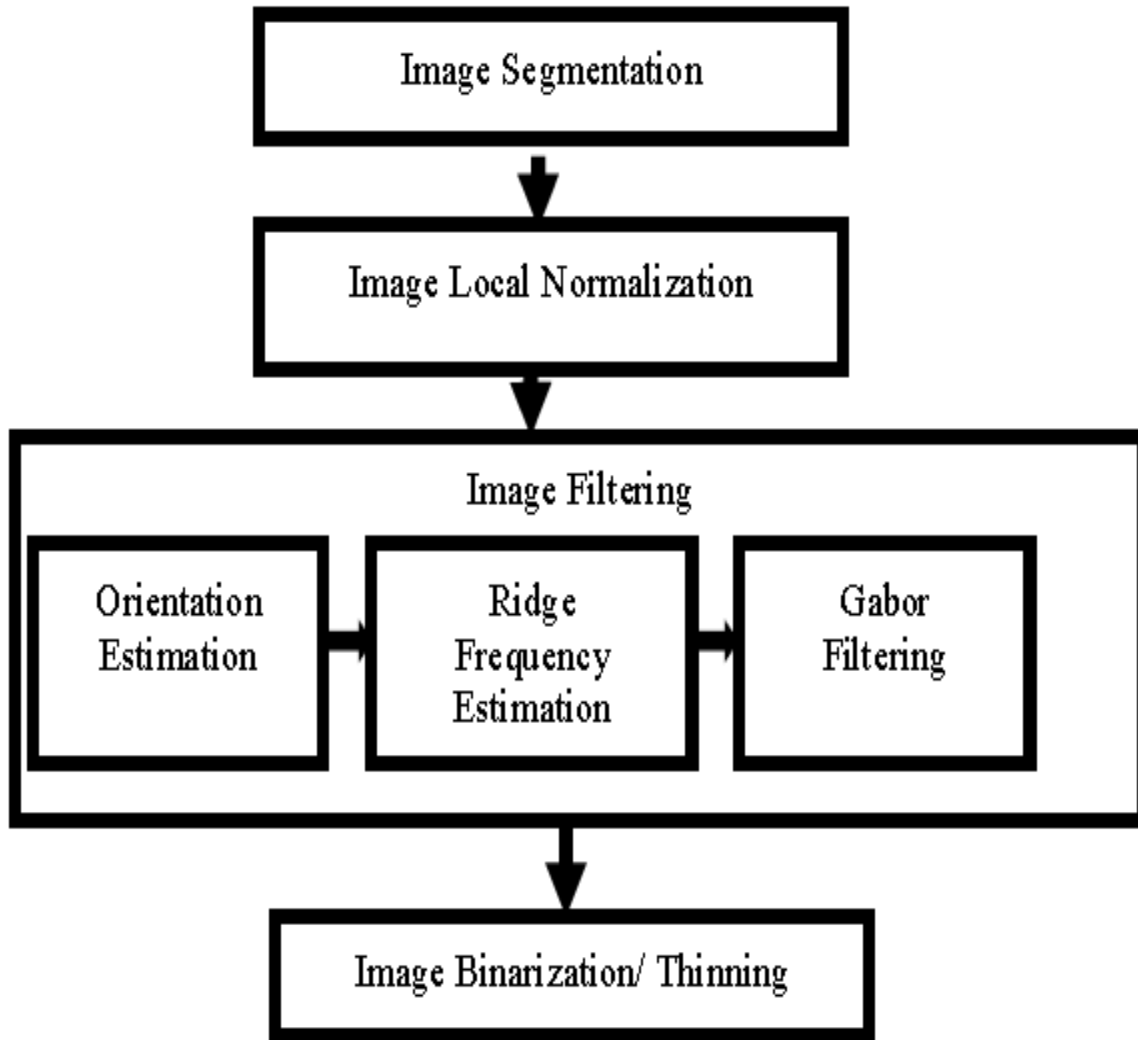 Image Segmentation
Image Local Normalization
Image Filtering
Orientation
Estimation
Ridge
Frequency
Estimation
Gabor
Filtering
Image Binarization/ Thinning